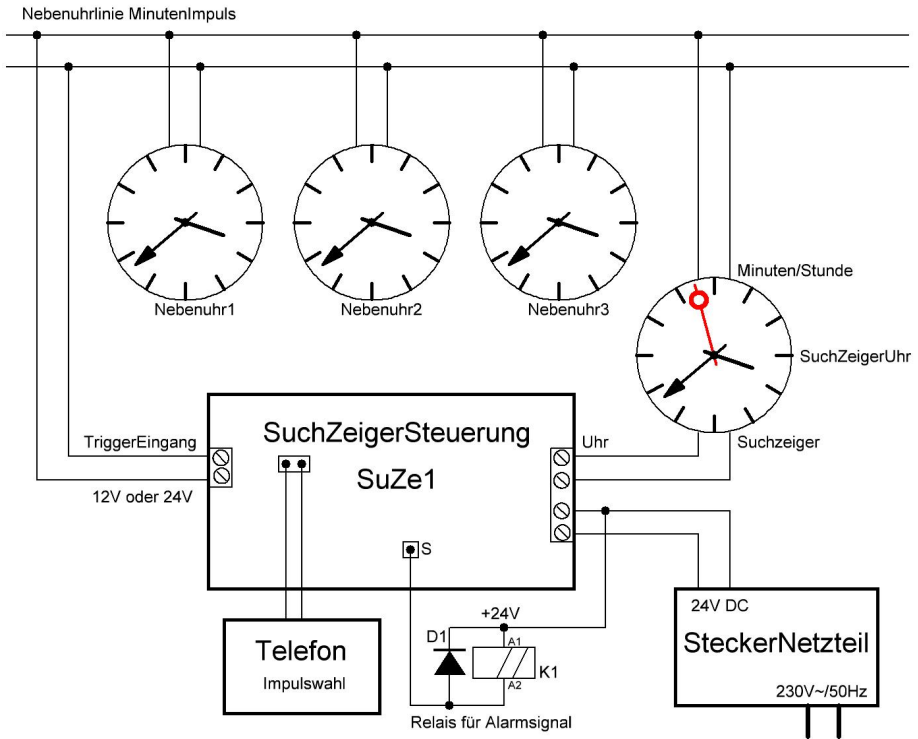 Nebenuhrlinie MinutenImpuls
Nebenuhr1
Nebenuhr2
Nebenuhr3
Minuten/Stunde
SuchZeigerUhr
Suchzeiger
TriggerEingang
12V oder 24V
SuchZeigerSteuerung
SuZe1
Uhr
S
Telefon
Impulswahl
+24V
D1
A1
K1
A2
Relais für Alarmsignal
24V DC
SteckerNetzteil
230V~/50Hz